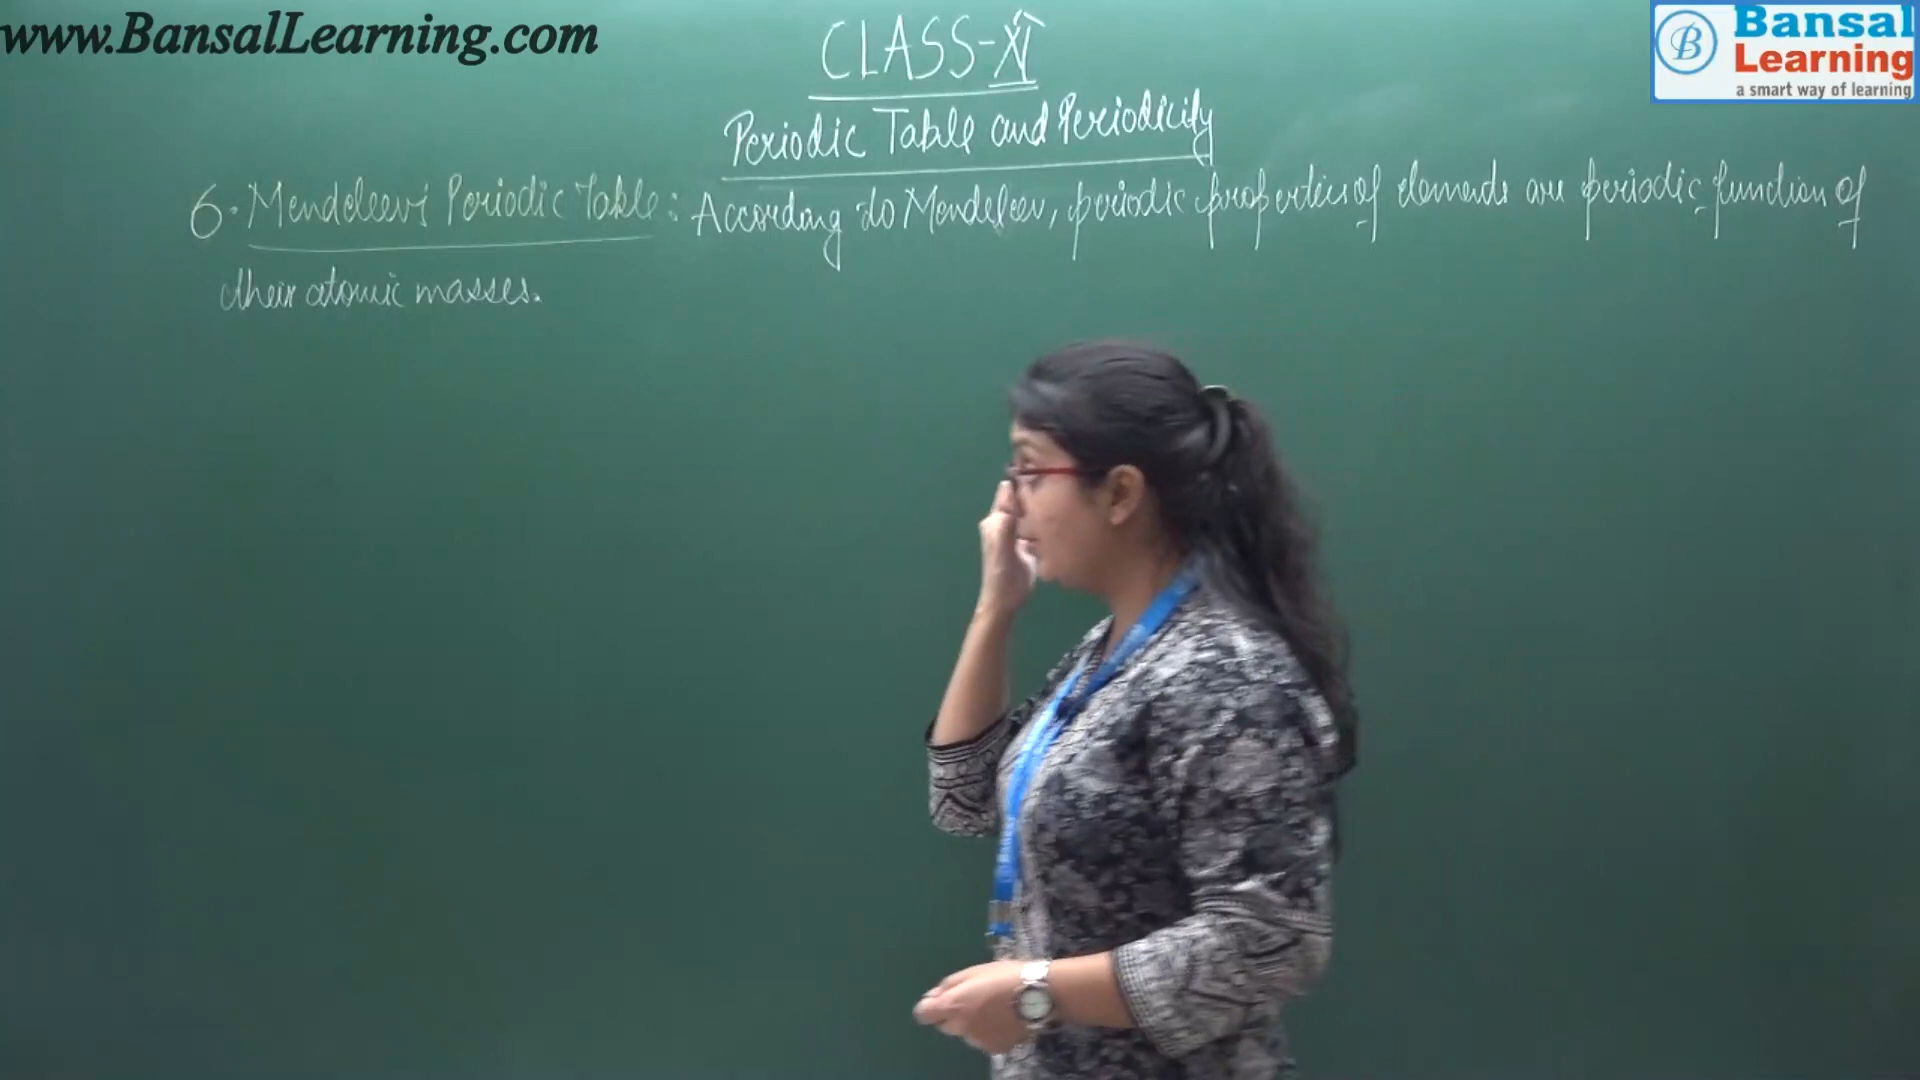 www.BansalLearning.com
Bansal
Learning
a smart way of learning
CLASS-XI
Periodic Table and Periodicity
6. Mendeleev's Periodic Table: According to Mendeleev, periodic properties of elements are periodic function of
their atomic masses.